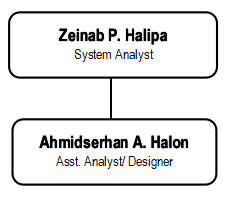 Zeinab P. Halipa
System Analyst
Ahmidserhan A. Halon
Asst. Analyst/ Designer